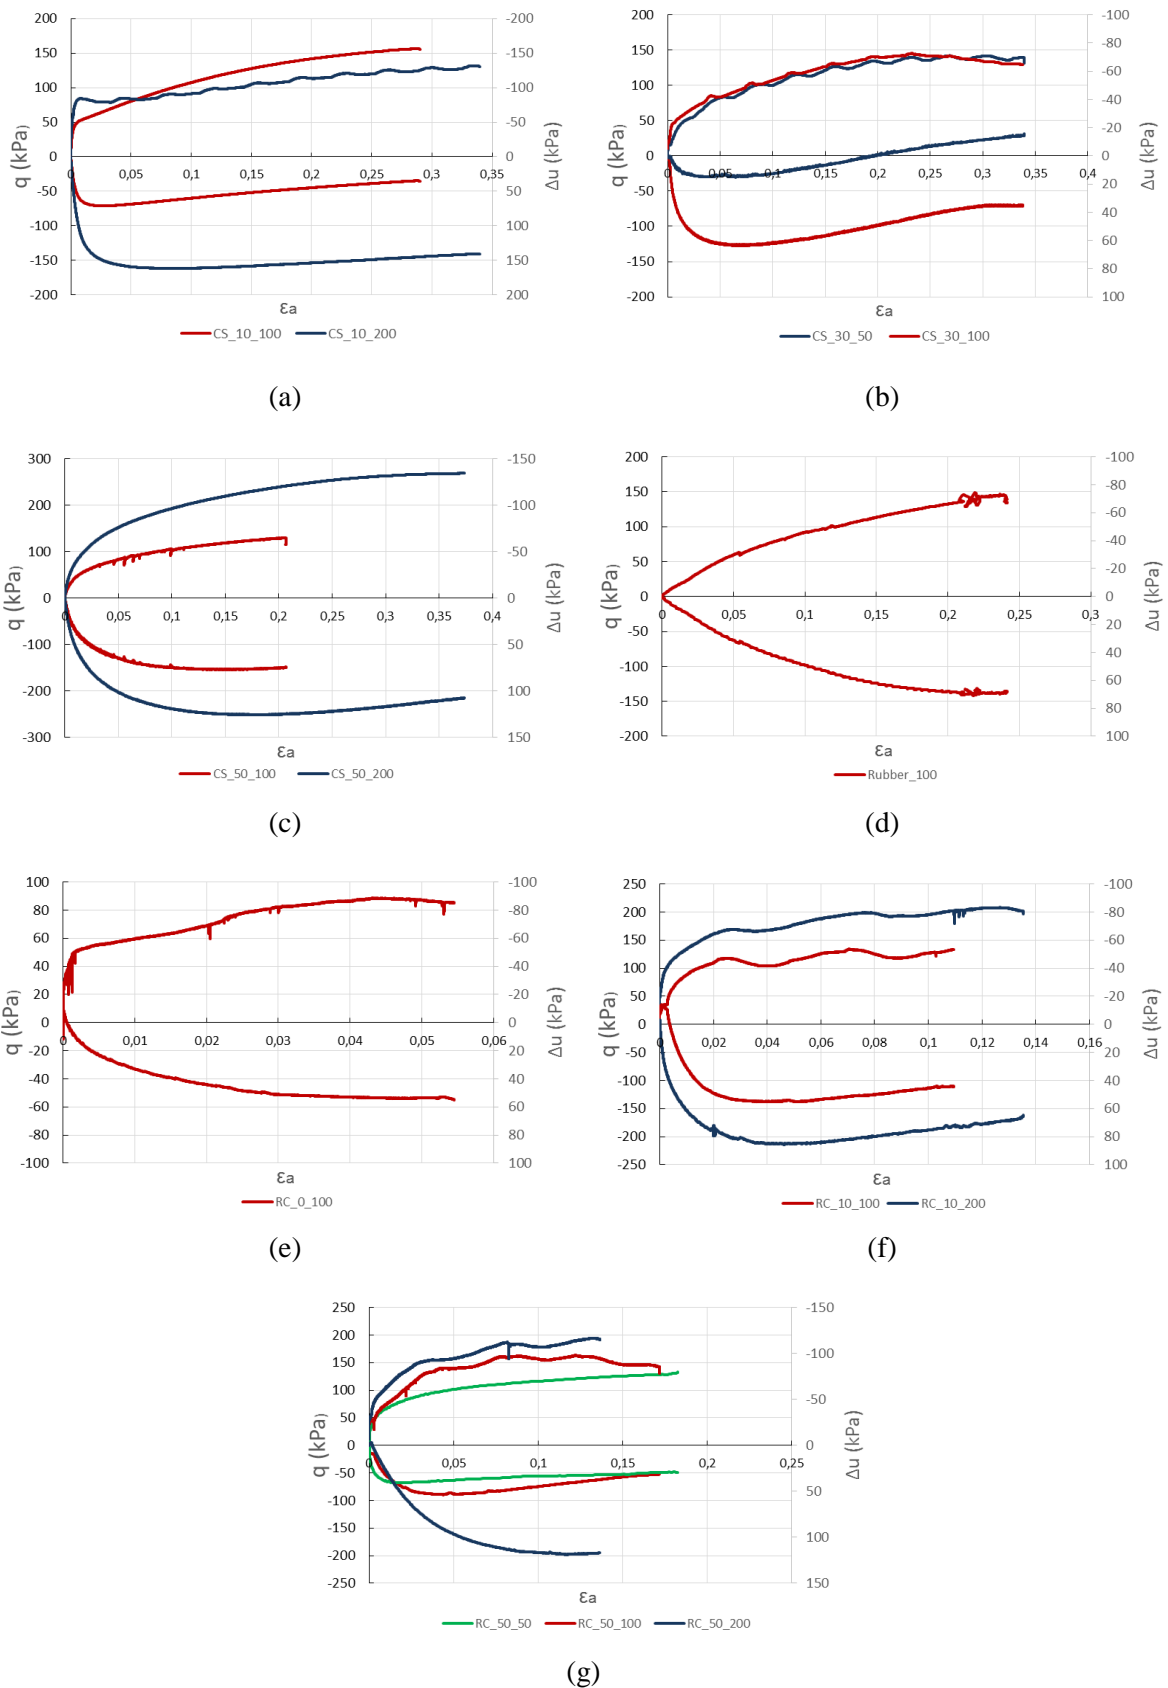 200 -200
150 -150
100 -100
50 -50
0 0
0 0,05 0,1 0,15 0,2 0,25 0,3 0,35
-50 50
-100 100
-150 150
-200 200
q (kPa)
Δu (kPa)
εa
CS_10_100 CS_10_200
(a)
200 -100
150 -80
-60
100 -40
50 -20
0 0
0 0,05 0,1 0,15 0,2 0,25 0,3 0,35 0,4
-50 20
-100 40
60
-150 80
-200 100
q (kPa)
Δu (kPa)
εa
CS_30_50 CS_30_100
(b)
300 -150
200 -100
100 -50
0 0
0 0,05 0,1 0,15 0,2 0,25 0,3 0,35 0,4
-100 50
-200 100
-300 150
q (kPa)
Δu (kPa)
εa
CS_50_100 CS_50_200
(c)
200 -100
150 -80
-60
100 -40
50 -20
0 0
0 0,05 0,1 0,15 0,2 0,25 0,3
-50 20
-100 40
60
-150 80
-200 100
q (kPa)
Δu (kPa)
εa
Rubber_100
(d)
100 -100
80 -80
60 -60
40 -40
20 -20
0 0
0 0,01 0,02 0,03 0,04 0,05 0,06
-20 20
-40 40
-60 60
-80 80
-100 100
q (kPa)
Δu (kPa)
εa
RC_0_100
(e)
250 -100
200 -80
150 -60
100 -40
50 -20
0 0
0 0,02 0,04 0,06 0,08 0,1 0,12 0,14 0,16
-50 20
-100 40
-150 60
-200 80
-250 100
q (kPa)
Δu (kPa)
εa
RC_10_100 RC_10_200
(f)
250 -150
200
150 -100
100 -50
50
0 0
0 0,05 0,1 0,15 0,2 0,25
-50 50
-100
-150 100
-200
-250 150
q (kPa)
Δu (kPa)
εa
RC_50_50 RC_50_100 RC_50_200
(g)